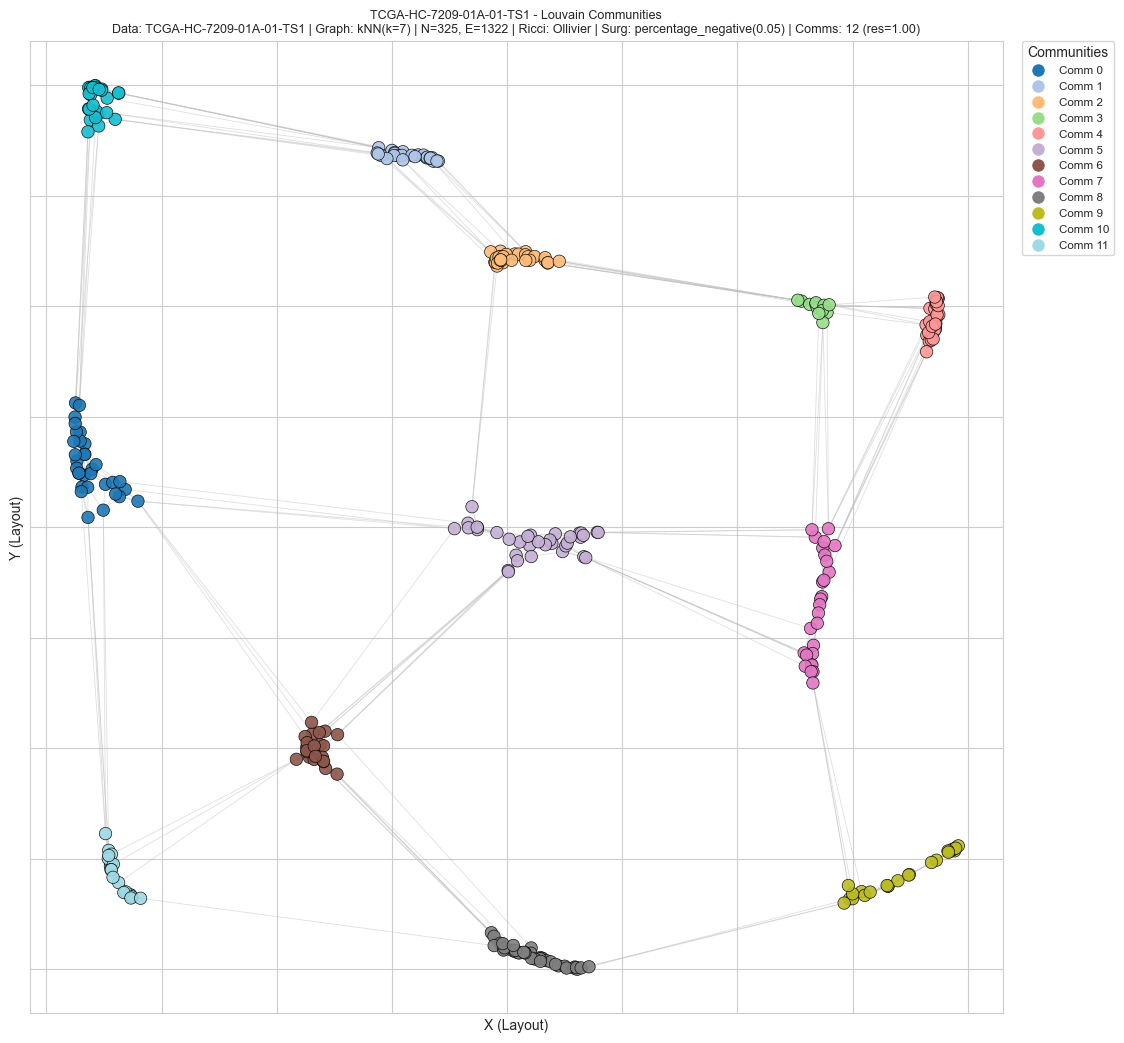 TCGA-HC-7209-01A-01-TS1 - Louvain Communities
Data: TCGA-HC-7209-01A-01-TS1 | Graph: kNN(k=7) | N=325, E=1322 | Ricci: Ollivier | Surg: percentage_negative(0.05) | Comms: 12 (res=1.00)
Communities
Comm 0
Comm 1
Comm 2
Comm 3
Comm 4
Comm 5
Comm 6
Comm 7
Comm 8
Comm 9
Comm 10
Comm 11
Y (Layout)
X (Layout)